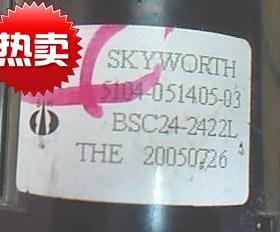 热卖
SKYWORTH
5104-051405-03
BSC24-2422L
THE 20050726